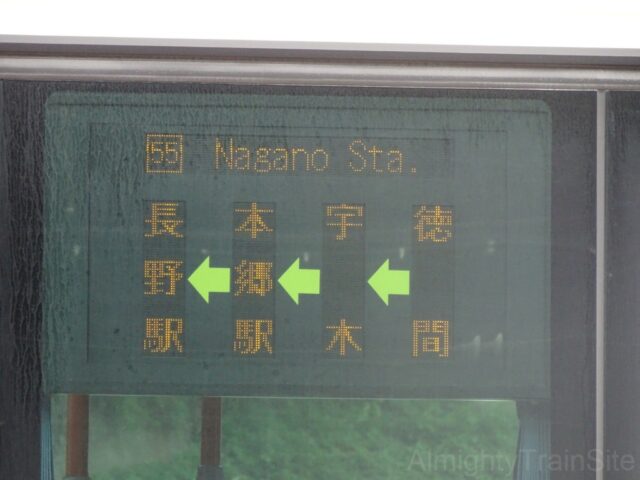 55 Nagano Sta.
長野駅
本郷駅
宇木
徳間
AlmightyTrainSite